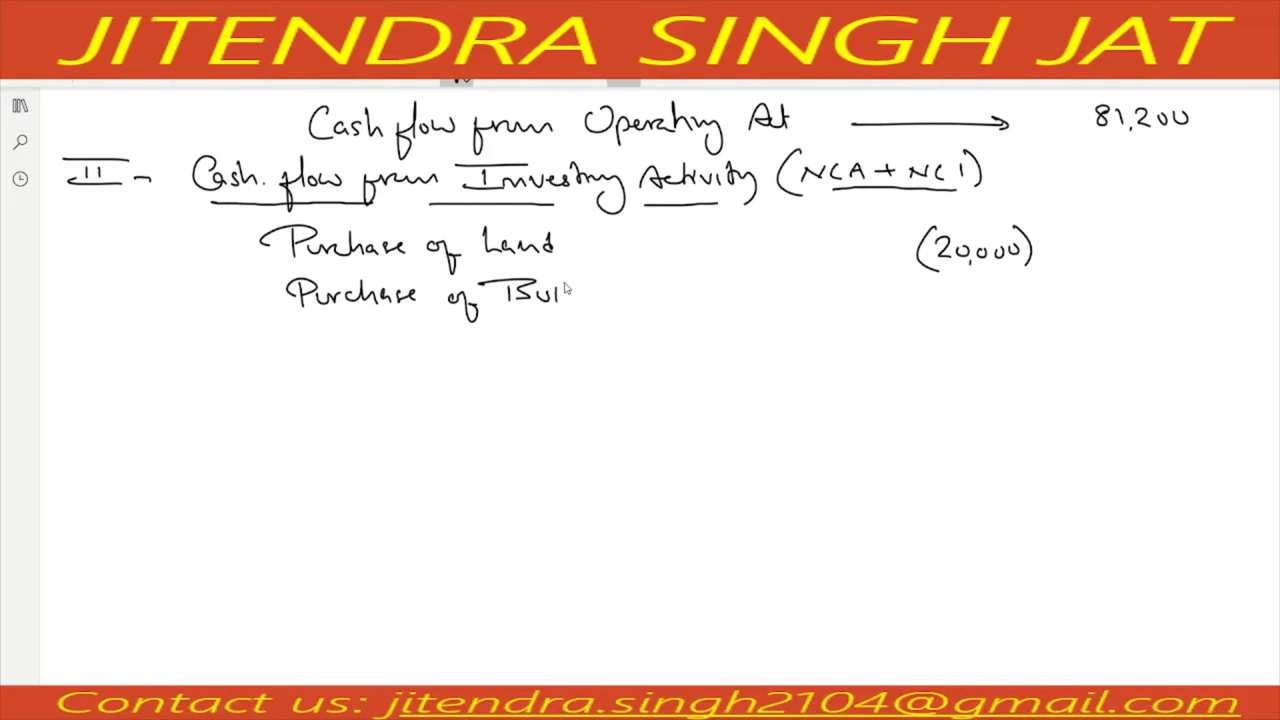 JITENDRA SINGH JAT
Cash flow from Operating Act → 81,200
II - Cash flow from Investing Activity (NCA + NCI)
Purchase of Land (20,000)
Purchase of Bui
Contact us: jitendra.singh2104@gmail.com